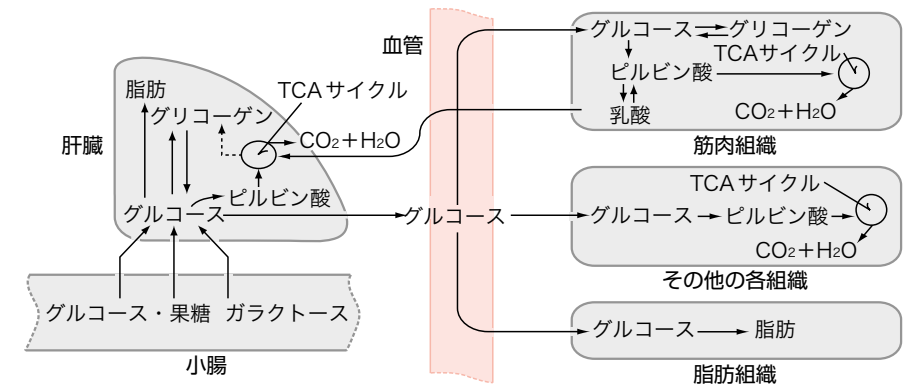 血管
肝臓
脂肪
グリコーゲン
TCAサイクル
CO2+H2O
ピルビン酸
グルコース
グルコース・果糖 ガラクトース
小腸
グルコース
グルコース グリコーゲン
TCAサイクル
ピルビン酸
乳酸
CO2+H2O
筋肉組織
TCAサイクル
グルコース ピルビン酸
CO2+H2O
その他の各組織
グルコース 脂肪
脂肪組織